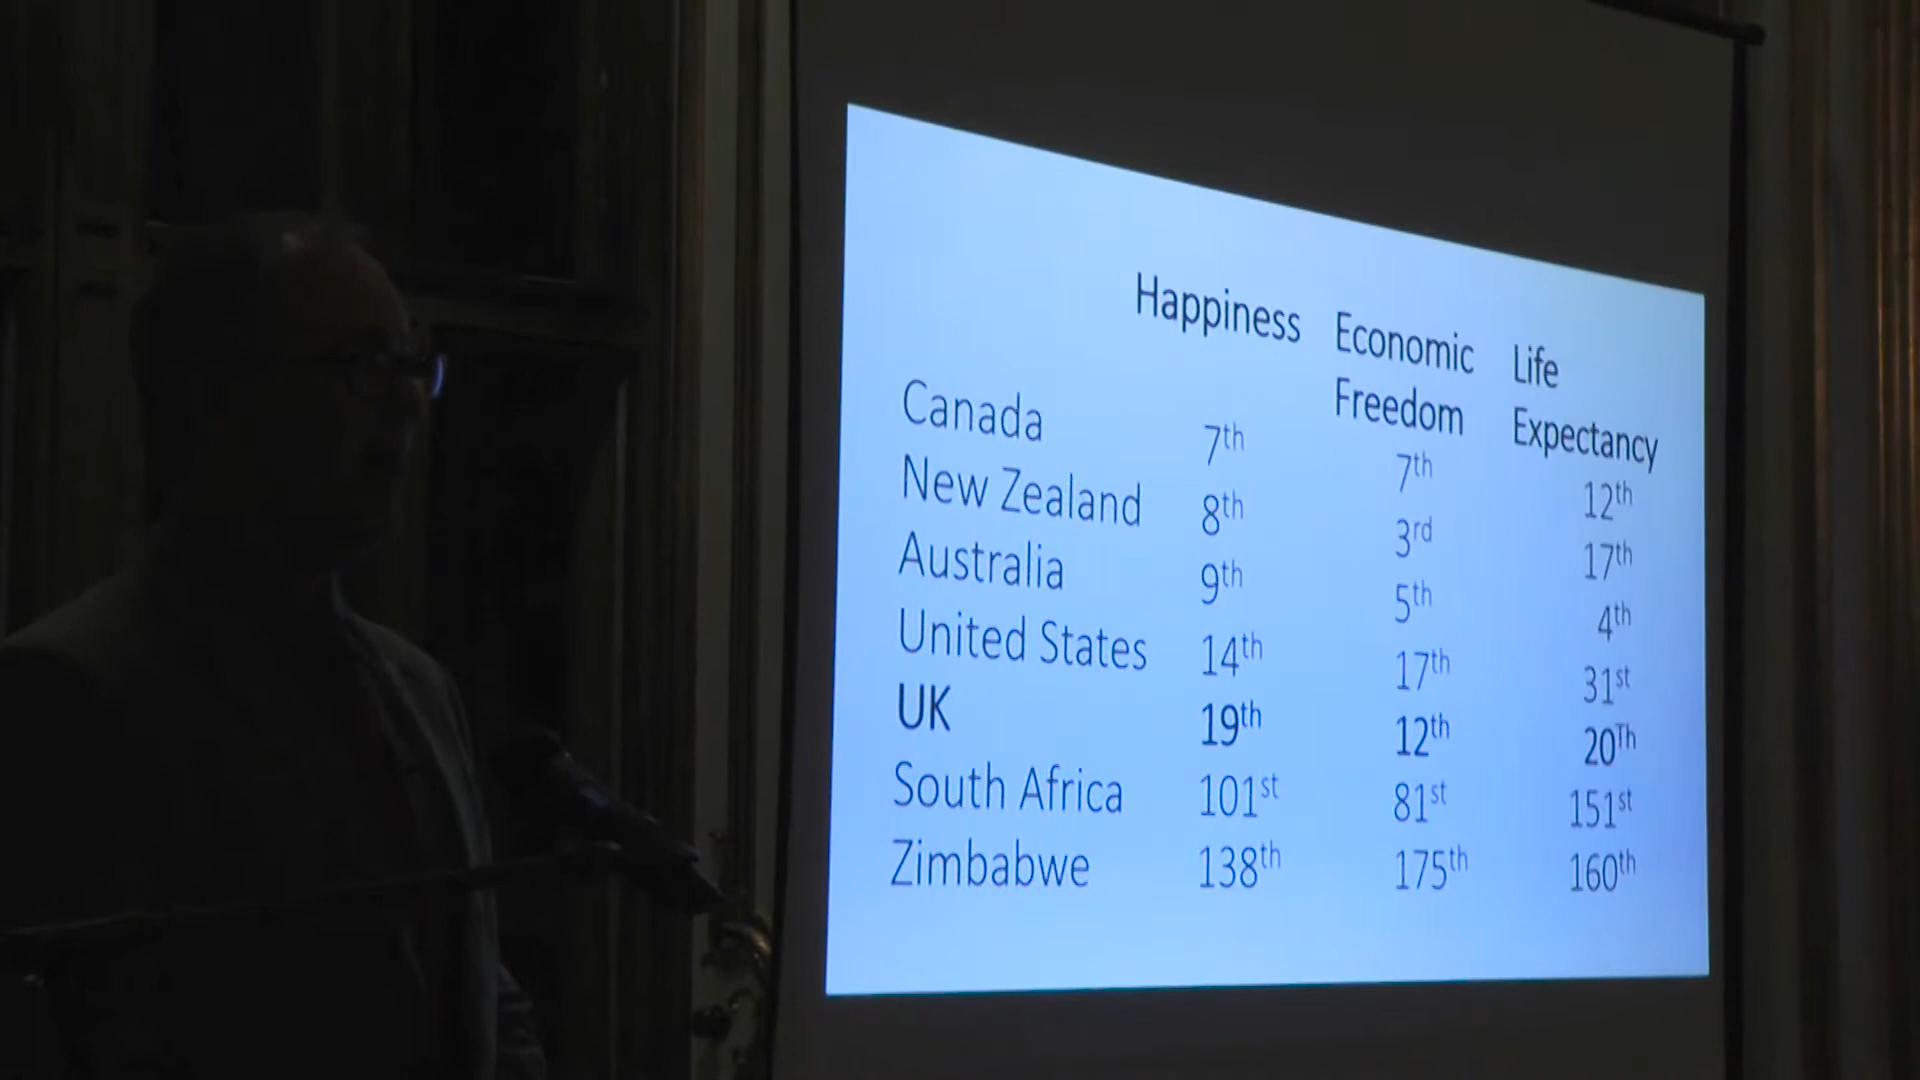 Happiness Economic Freedom Life Expectancy
Canada 7th 7th 12th
New Zealand 8th 3rd 17th
Australia 9th 5th 4th
United States 14th 17th 31st
UK 19th 12th 20Th
South Africa 101st 81st 151st
Zimbabwe 138th 175th 160th